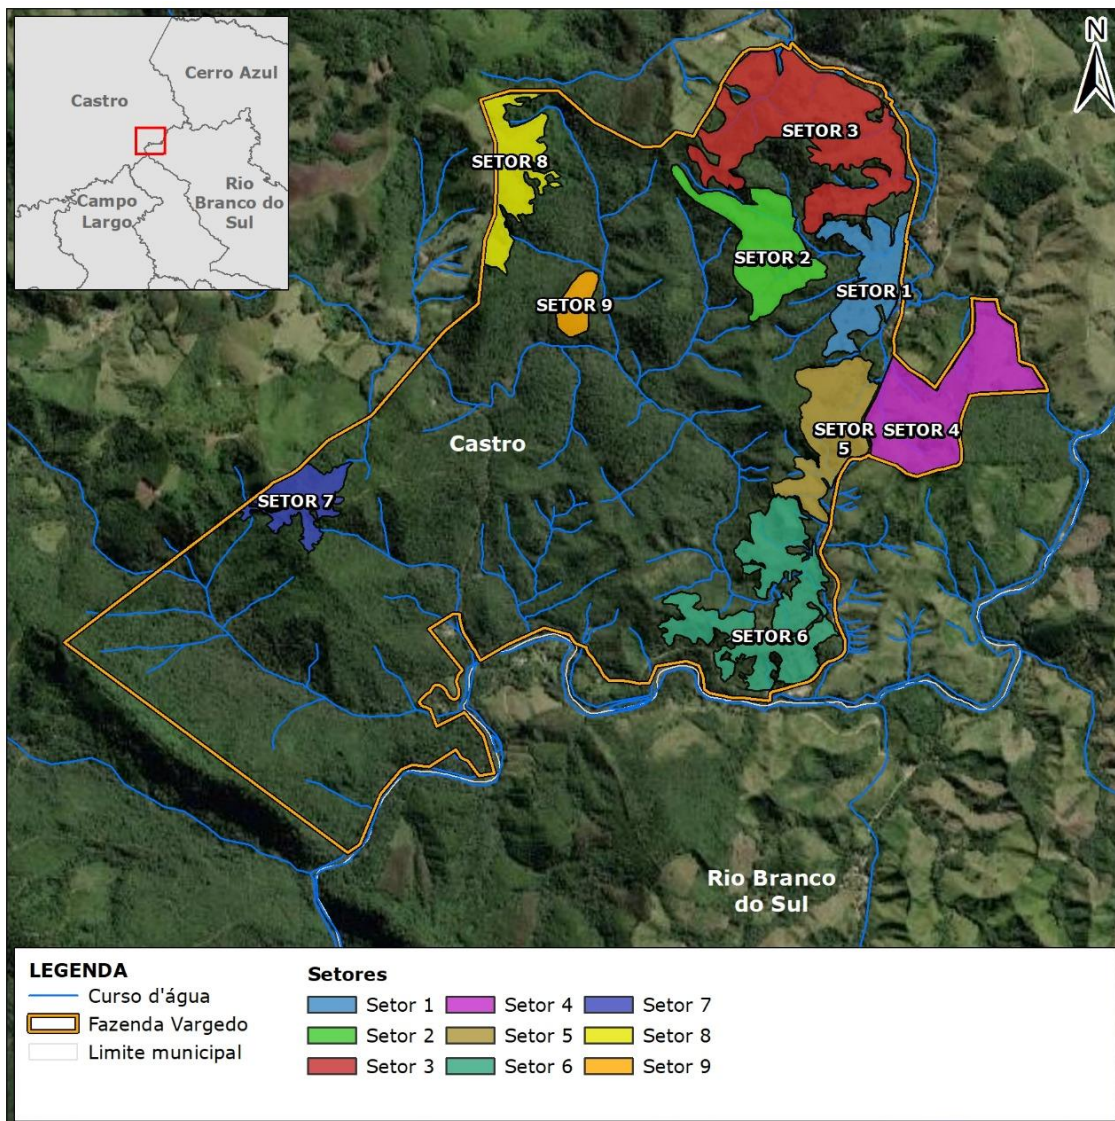 Cerro Azul
Castro
Campo
Largo
Rio
Branco do
Sul
N
SETOR 3
SETOR 8
SETOR 2
SETOR 1
SETOR 9
SETOR
5
SETOR 4
Castro
SETOR 7
SETOR 6
Rio Branco
do Sul
LEGENDA
Curso d'água
Fazenda Vargedo
Limite municipal
Setores
Setor 1
Setor 2
Setor 3
Setor 4
Setor 5
Setor 6
Setor 7
Setor 8
Setor 9